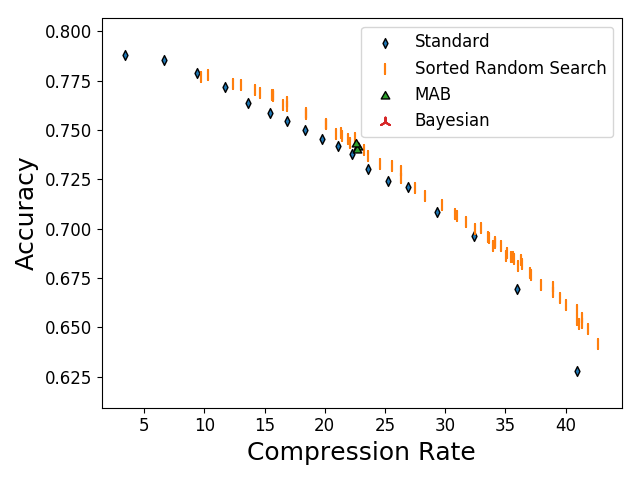 0.800
0.775
0.750
0.725
0.700
0.675
0.650
0.625
Accuracy
Standard
Sorted Random Search
MAB
Bayesian
5 10 15 20 25 30 35 40
Compression Rate